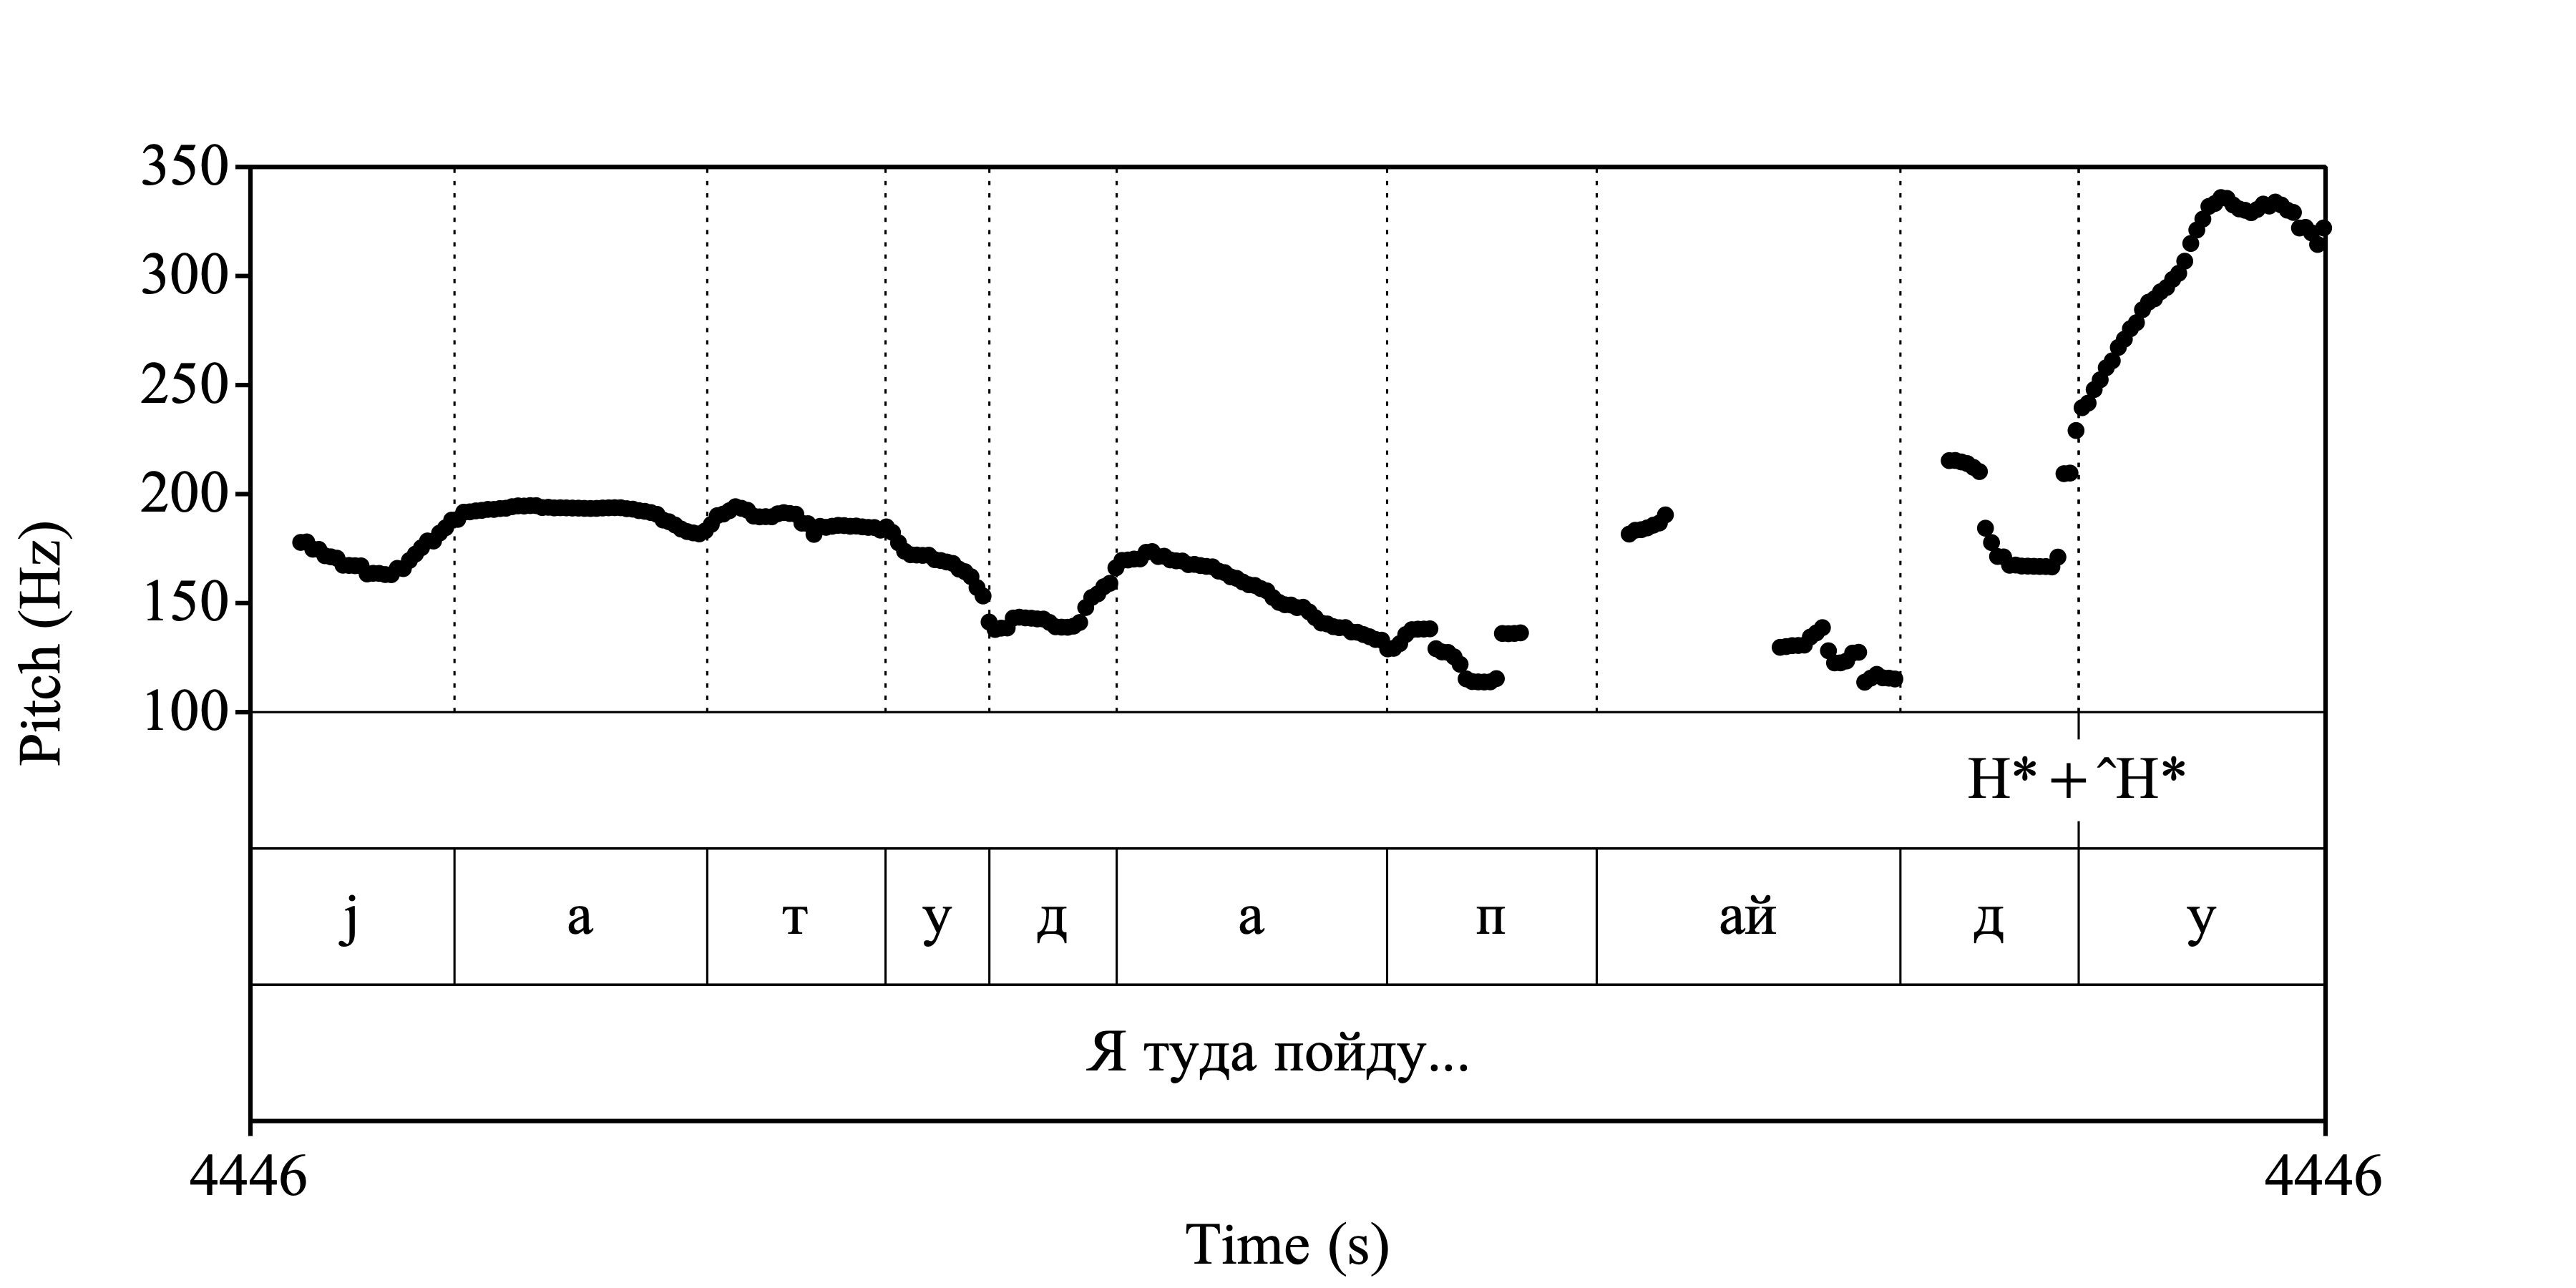 350
300
250
200
150
100
Pitch (Hz)
H* + ^H*
j а т у д а п ай д у
Я туда пойду...
4446 4446
Time (s)